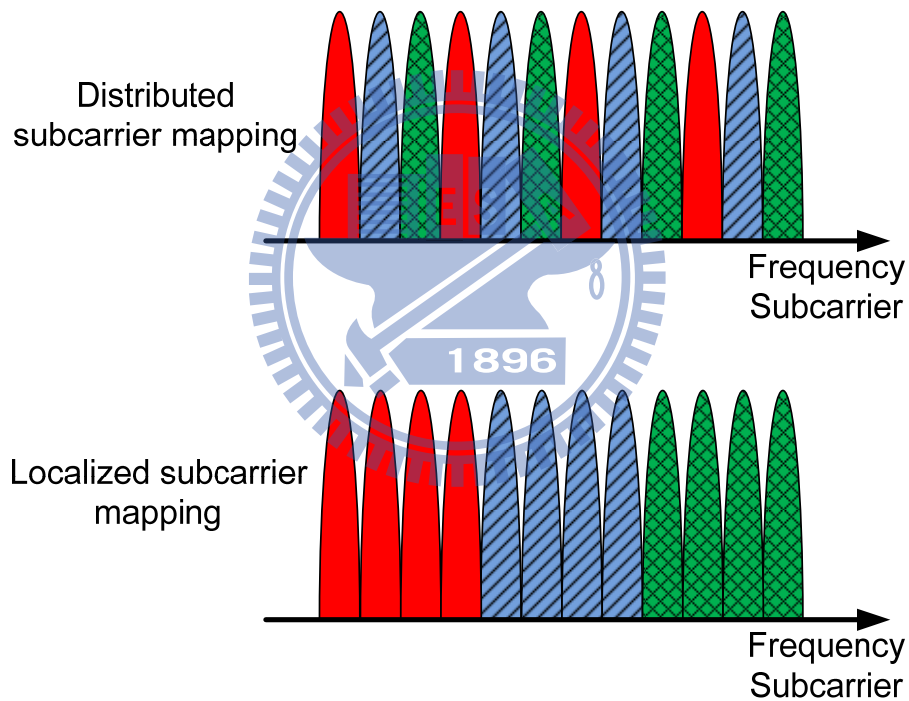 Distributed
subcarrier mapping
Frequency
Subcarrier
1896
Localized subcarrier
mapping
Frequency
Subcarrier